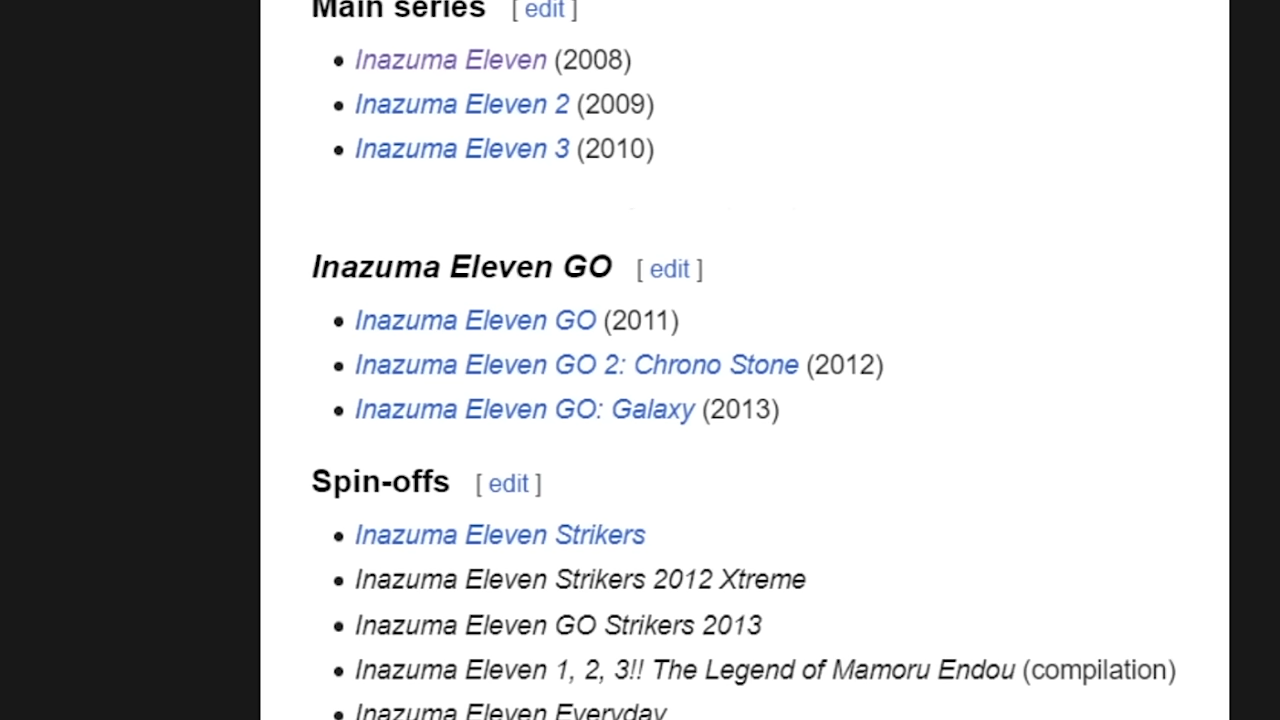 Main series [ edit ]
• Inazuma Eleven (2008)
• Inazuma Eleven 2 (2009)
• Inazuma Eleven 3 (2010)
Inazuma Eleven GO [ edit ]
• Inazuma Eleven GO (2011)
• Inazuma Eleven GO 2: Chrono Stone (2012)
• Inazuma Eleven GO: Galaxy (2013)
Spin-offs [ edit ]
• Inazuma Eleven Strikers
• Inazuma Eleven Strikers 2012 Xtreme
• Inazuma Eleven GO Strikers 2013
• Inazuma Eleven 1, 2, 3!! The Legend of Mamoru Endou (compilation)
• Inazuma Eleven Everyday